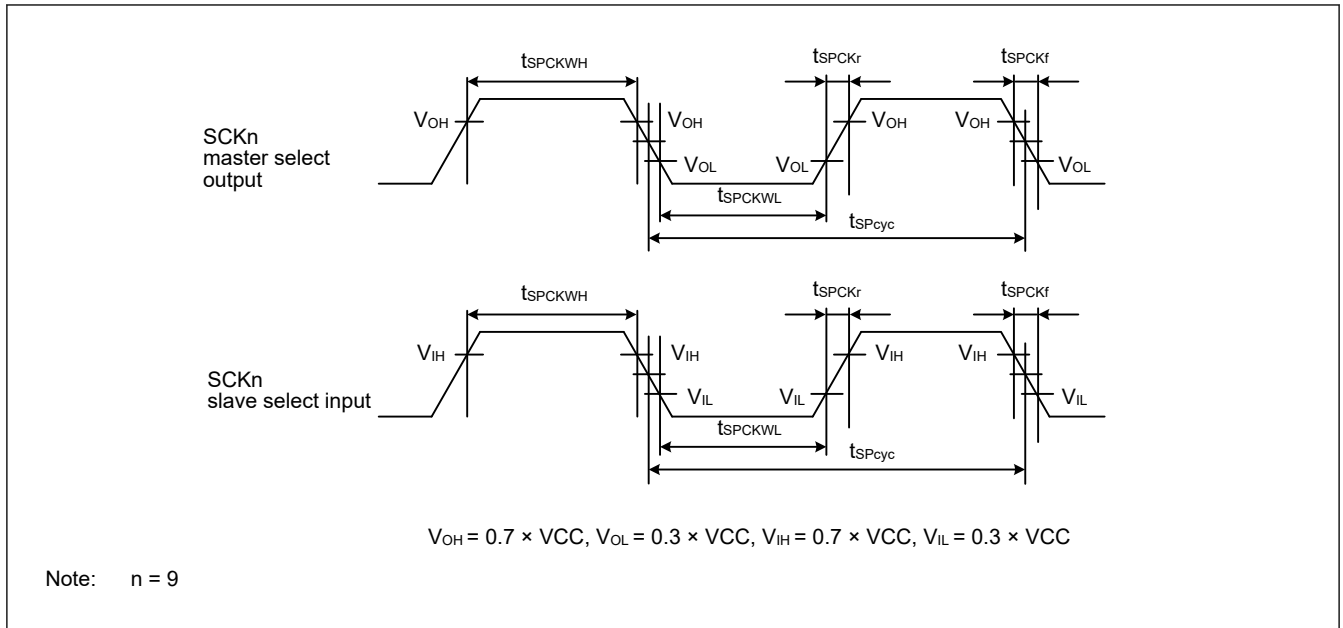 tSPCKWH
tSPCKr
tSPCKf
VOH
VOH
VOH
VOH
SCKn
master select
output
VOL
VOL
VOL
tSPCKWL
tSPcyc
tSPCKWH
tSPCKr
tSPCKf
VIH
VIH
VIH
VIH
SCKn
slave select input
VIL
VIL
VIL
tSPCKWL
tSPcyc
VOH = 0.7 × VCC, VOL = 0.3 × VCC, VIH = 0.7 × VCC, VIL = 0.3 × VCC
Note: n = 9